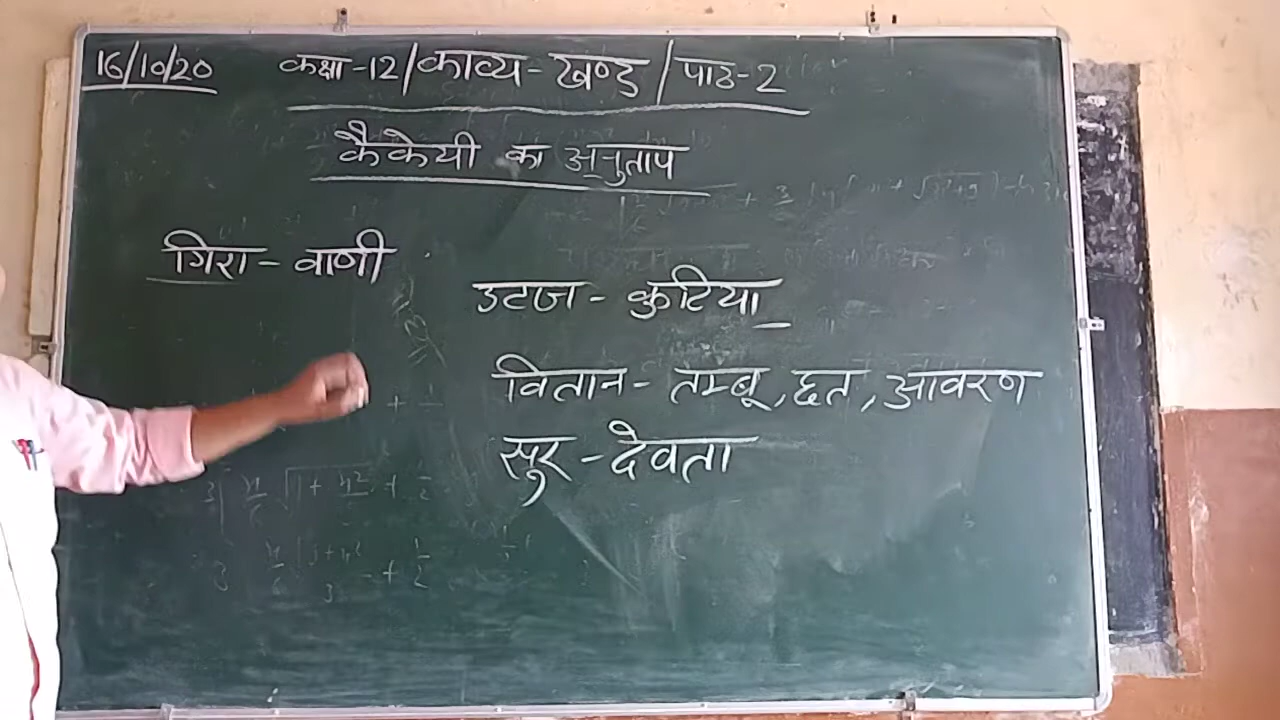 16/10/20 कक्षा-12/काव्य-खण्ड/पाठ-2
कैकेयी का अनुताप
गिरा-वाणी
उटज-कुटिया
वितान-तम्बू,छत,आवरण
सुर-देवता